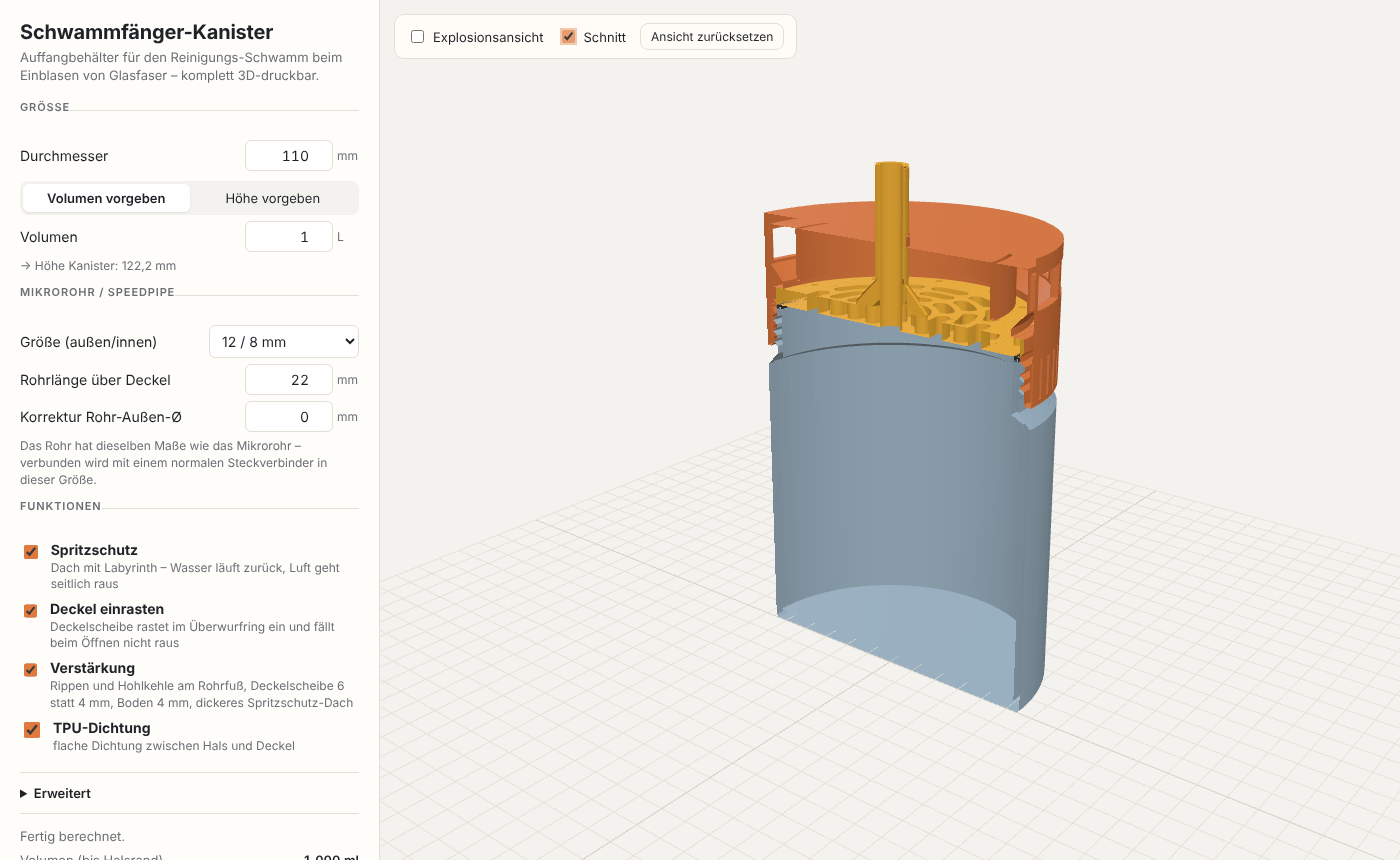 Schwammfänger-Kanister
Auffangbehälter für den Reinigungs-Schwamm beim
Einblasen von Glasfaser – komplett 3D-druckbar.
GRÖSSE
Durchmesser 110 mm
Volumen vorgeben Höhe vorgeben
Volumen 1 L
→ Höhe Kanister: 122,2 mm
MIKROROHR / SPEEDPIPE
Größe (außen/innen) 12 / 8 mm
Rohrlänge über Deckel 22 mm
Korrektur Rohr-Außen-Ø 0 mm
Das Rohr hat dieselben Maße wie das Mikrorohr –
verbunden wird mit einem normalen Steckverbinder in
dieser Größe.
FUNKTIONEN
Spritzschutz
Dach mit Labyrinth – Wasser läuft zurück, Luft geht
seitlich raus
Deckel einrasten
Deckelscheibe rastet im Überwurfring ein und fällt
beim Öffnen nicht raus
Verstärkung
Rippen und Hohlkehle am Rohrfuß, Deckelscheibe 6
statt 4 mm, Boden 4 mm, dickeres Spritzschutz-Dach
TPU-Dichtung
flache Dichtung zwischen Hals und Deckel
Erweitert
Fertig berechnet.
Volumen (bis Halsrand) 1.000 ml
Explosionsansicht Schnitt Ansicht zurücksetzen